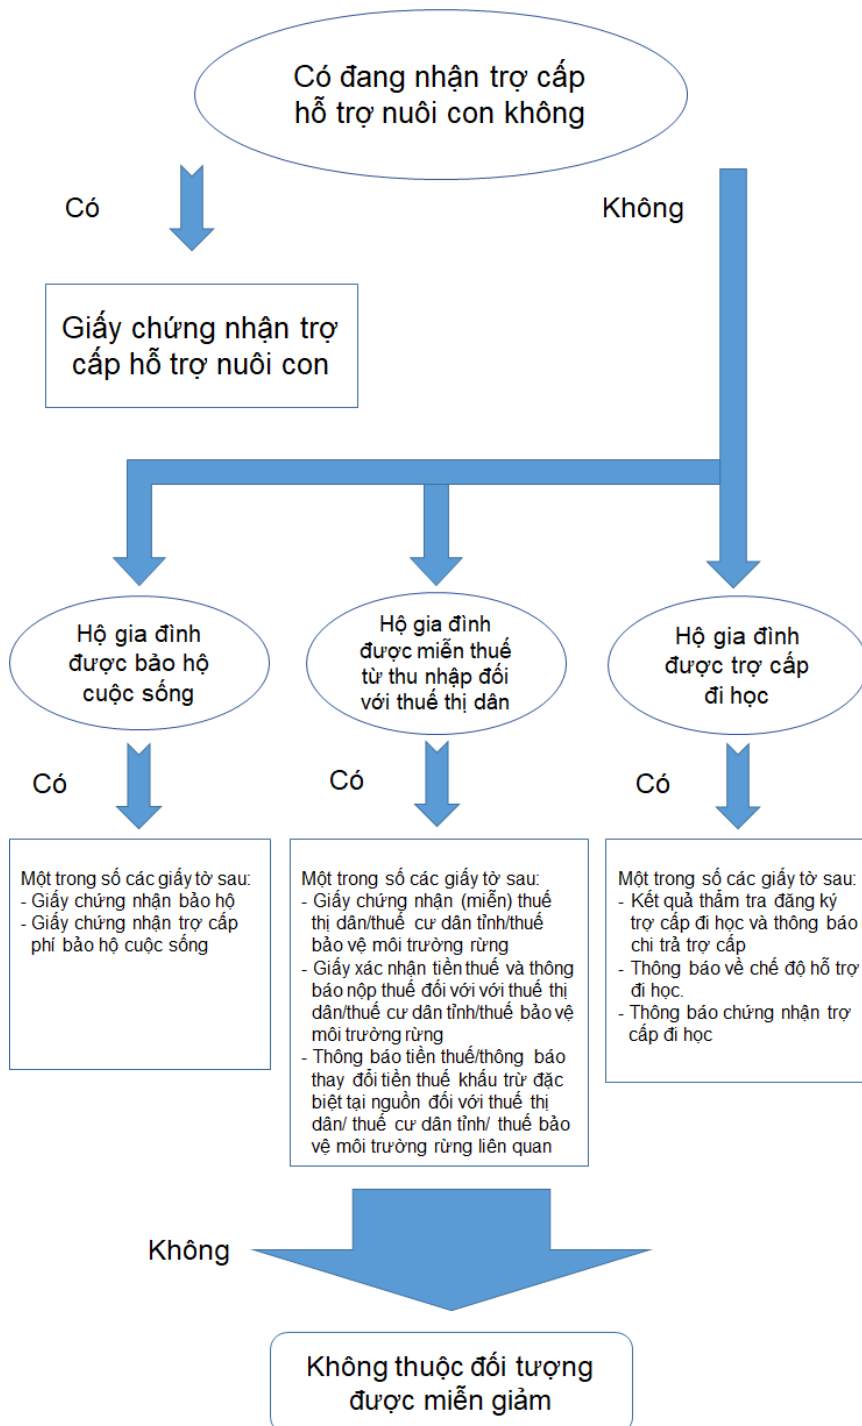 Có đang nhận trợ cấp
hỗ trợ nuôi con không
Có
Không
Giấy chứng nhận trợ
cấp hỗ trợ nuôi con
Hộ gia đình
được bảo hộ
cuộc sống
Hộ gia đình
được miễn thuế
từ thu nhập đối
với thuế thị dân
Hộ gia đình
được trợ cấp
đi học
Có
Có
Có
Một trong số các giấy tờ sau:
- Giấy chứng nhận bảo hộ
- Giấy chứng nhận trợ cấp
phí bảo hộ cuộc sống
Một trong số các giấy tờ sau:
- Giấy chứng nhận (miễn) thuế
thị dân/thuế cư dân tỉnh/thuế
bảo vệ môi trường rừng
- Giấy xác nhận tiền thuế và thông
báo nộp thuế đối với với thuế thị
dân/thuế cư dân tỉnh/thuế bảo vệ
môi trường rừng
- Thông báo tiền thuế/thông báo
thay đổi tiền thuế khấu trừ đặc
biệt tại nguồn đối với thuế thị
dân/ thuế cư dân tỉnh/ thuế bảo
vệ môi trường rừng liên quan
Một trong số các giấy tờ sau:
- Kết quả thẩm tra đăng ký
trợ cấp đi học và thông báo
chi trả trợ cấp
- Thông báo về chế độ hỗ trợ
đi học.
- Thông báo chứng nhận trợ
cấp đi học
Không
Không thuộc đối tượng
được miễn giảm